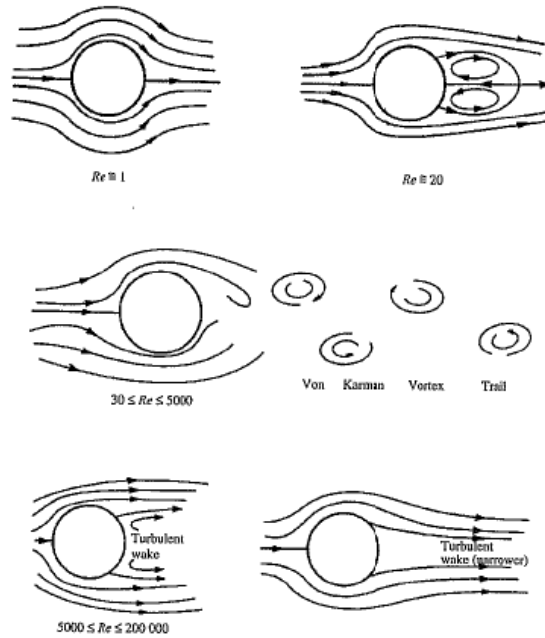 Re ≅ 1
Re ≅ 20
Von Karman Vortex Trail
30 ≤ Re ≤ 5000
Turbulent
wake
Turbulent
wake (narrower)
5000 ≤ Re ≤ 200 000